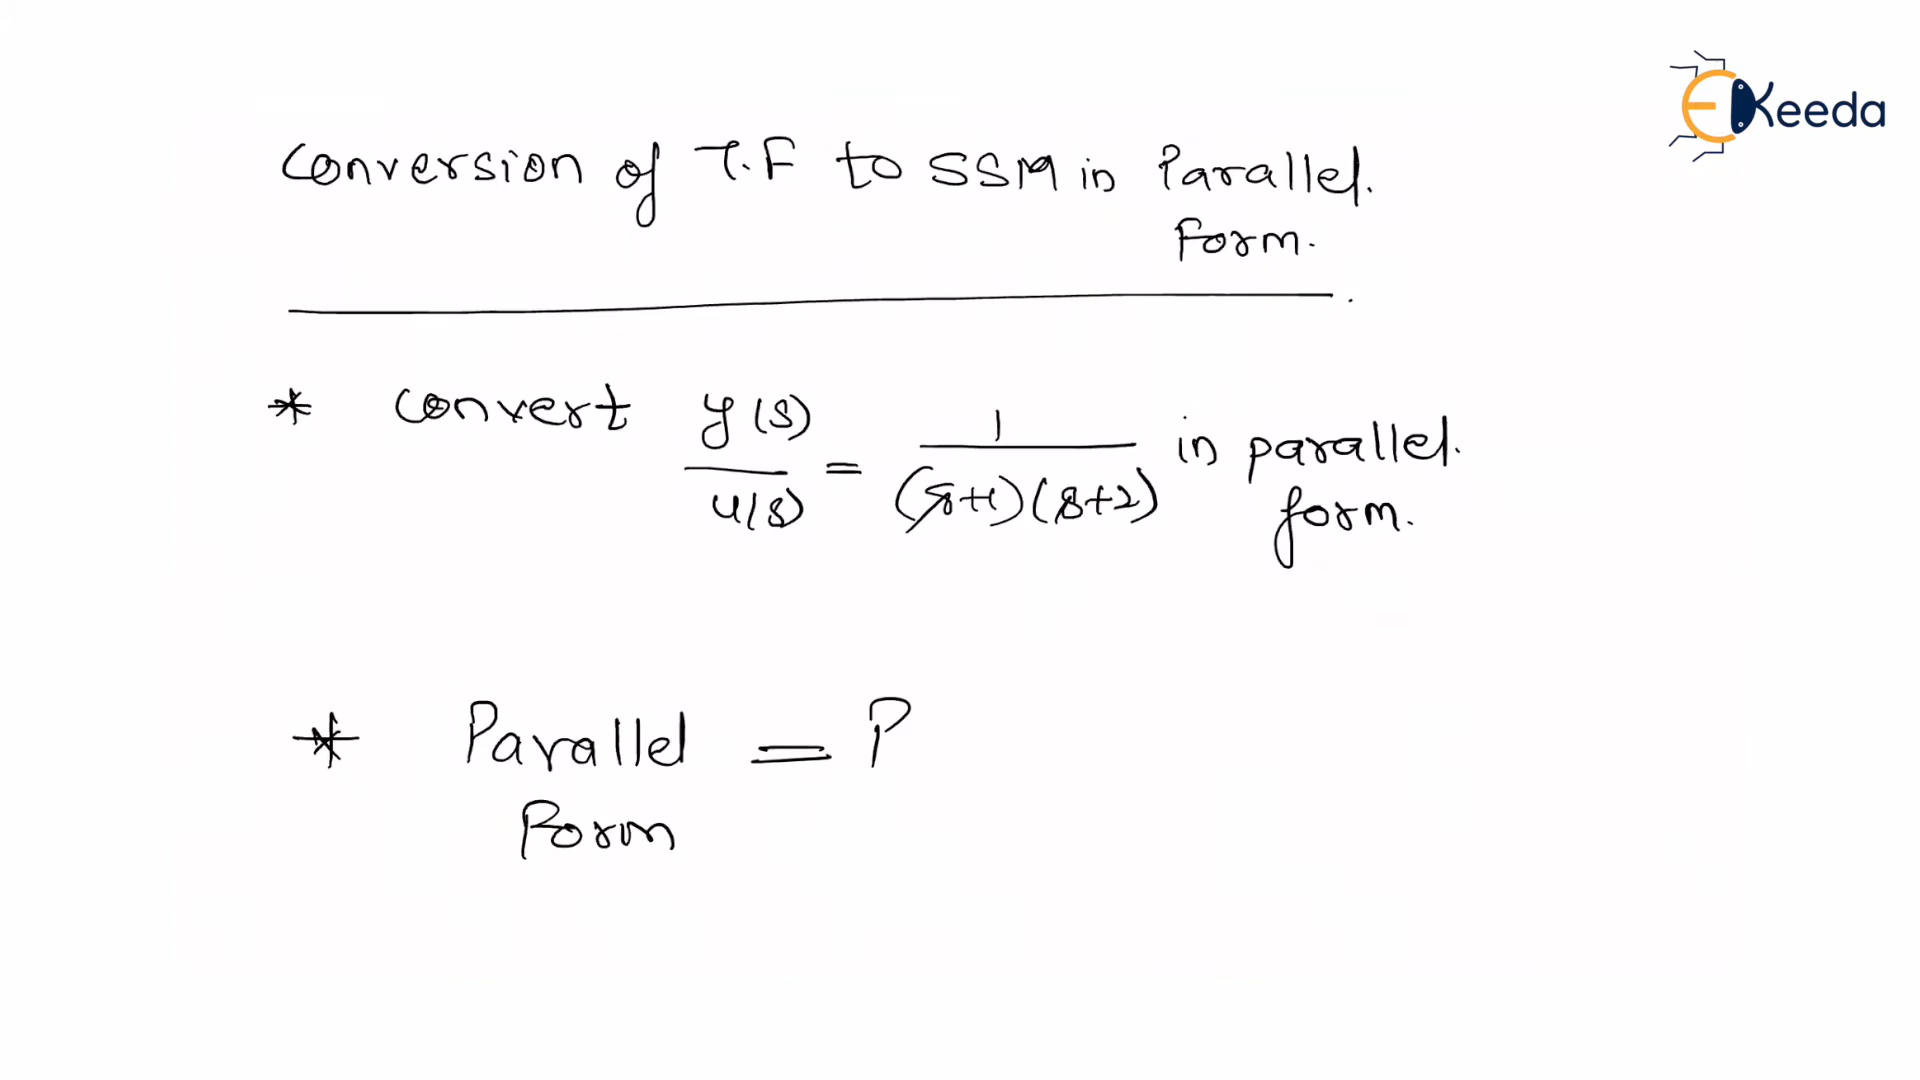 EKeeda
Conversion of T.F to SSM in Parallel.
Form.
* Convert y(s) / u(s) = 1 / (s+1)(s+2) in parallel.
form.
* Parallel = P
Form